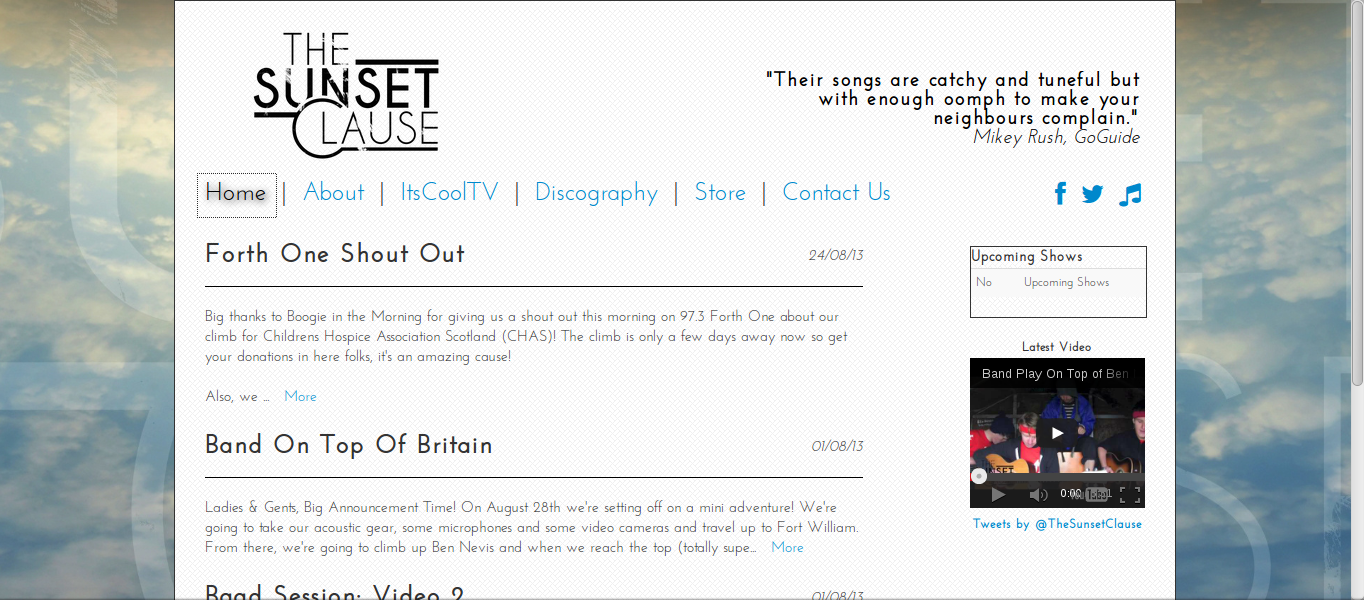 THE
SUNSET
CLAUSE
"Their songs are catchy and tuneful but
with enough oomph to make your
neighbours complain."
Mikey Rush, GoGuide
Home | About | ItsCoolTV | Discography | Store | Contact Us
Forth One Shout Out 24/08/13
Big thanks to Boogie in the Morning for giving us a shout out this morning on 97.3 Forth One about our
climb for Childrens Hospice Association Scotland (CHAS)! The climb is only a few days away now so get
your donations in here folks, it's an amazing cause!
Also, we ... More
Band On Top Of Britain 01/08/13
Ladies & Gents, Big Announcement Time! On August 28th we're setting off on a mini adventure! We're
going to take our acoustic gear, some microphones and some video cameras and travel up to Fort William.
From there, we're going to climb up Ben Nevis and when we reach the top (totally supe... More
Baad Session: Video 2 01/08/13
Upcoming Shows
No Upcoming Shows
Latest Video
Band Play On Top of Ben
0:00
Tweets by @TheSunsetClause